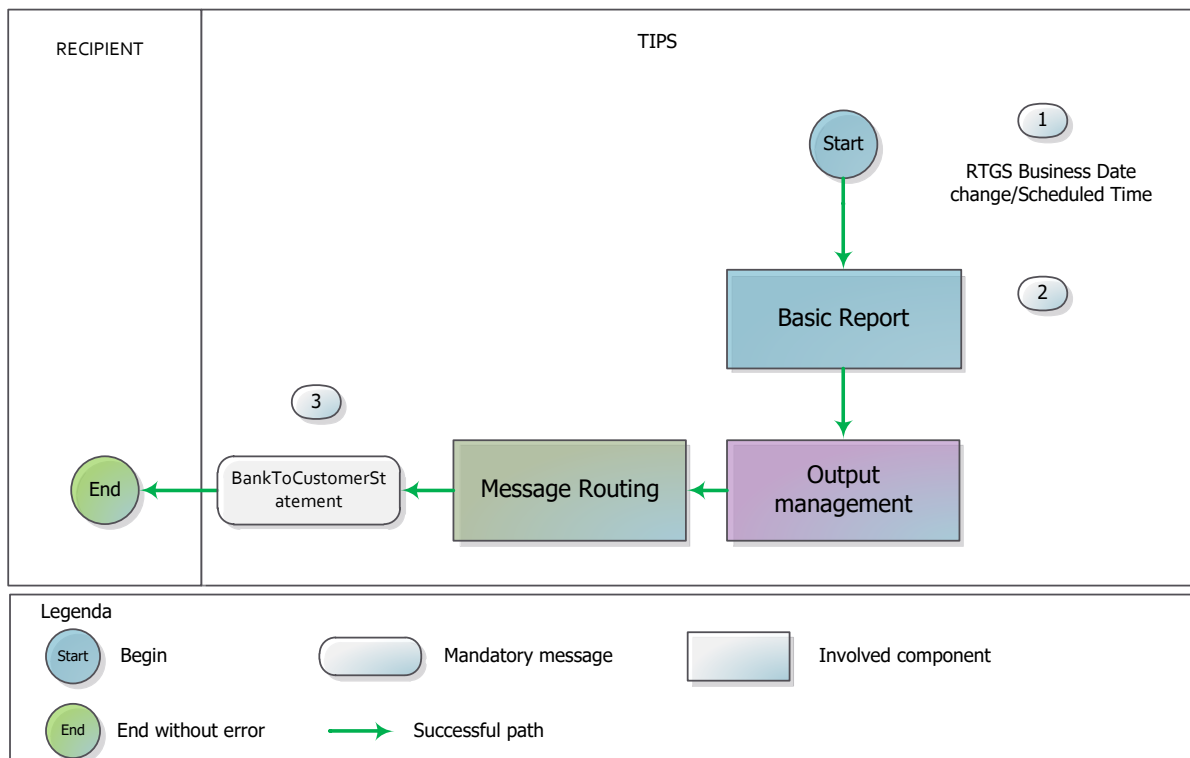 RECIPIENT
TIPS
Start
1
RTGS Business Date
change/Scheduled Time
Basic Report
2
3
End
BankToCustomerSt
atement
Message Routing
Output
management
Legenda
Start
Begin
Mandatory message
Involved component
End
End without error
Successful path